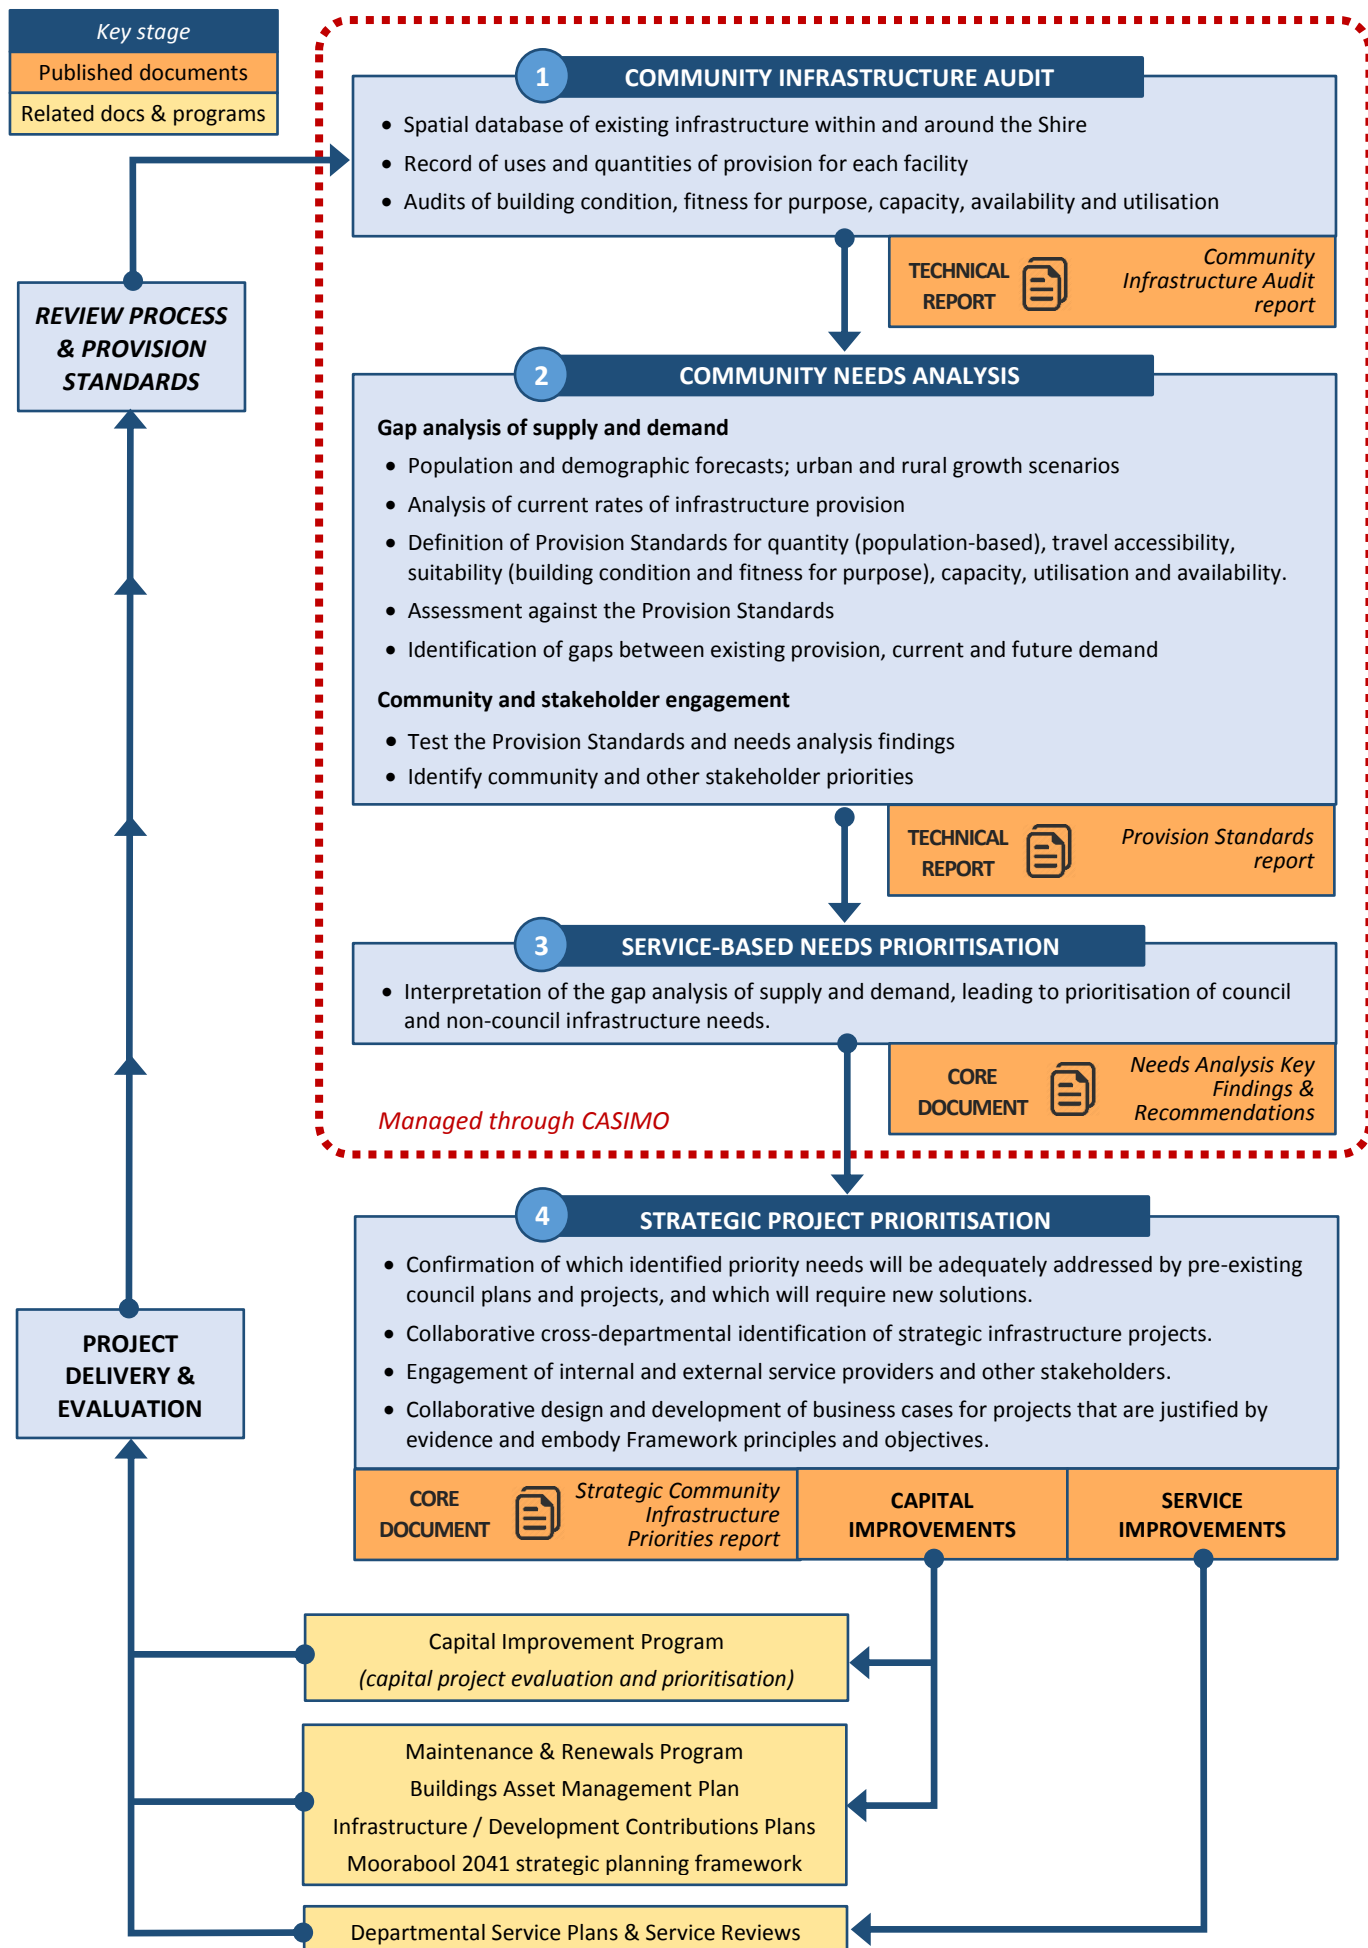 Key stage
Published documents
Related docs & programs
1
COMMUNITY INFRASTRUCTURE AUDIT
• Spatial database of existing infrastructure within and around the Shire
• Record of uses and quantities of provision for each facility
• Audits of building condition, fitness for purpose, capacity, availability and utilisation
TECHNICAL
REPORT
Community
Infrastructure Audit
report
REVIEW PROCESS
& PROVISION
STANDARDS
2
COMMUNITY NEEDS ANALYSIS
Gap analysis of supply and demand
• Population and demographic forecasts; urban and rural growth scenarios
• Analysis of current rates of infrastructure provision
• Definition of Provision Standards for quantity (population-based), travel accessibility,
suitability (building condition and fitness for purpose), capacity, utilisation and availability.
• Assessment against the Provision Standards
• Identification of gaps between existing provision, current and future demand
Community and stakeholder engagement
• Test the Provision Standards and needs analysis findings
• Identify community and other stakeholder priorities
TECHNICAL
REPORT
Provision Standards
report
3
SERVICE-BASED NEEDS PRIORITISATION
• Interpretation of the gap analysis of supply and demand, leading to prioritisation of council
and non-council infrastructure needs.
CORE
DOCUMENT
Needs Analysis Key
Findings &
Recommendations
Managed through CASIMO
4
STRATEGIC PROJECT PRIORITISATION
• Confirmation of which identified priority needs will be adequately addressed by pre-existing
council plans and projects, and which will require new solutions.
• Collaborative cross-departmental identification of strategic infrastructure projects.
• Engagement of internal and external service providers and other stakeholders.
• Collaborative design and development of business cases for projects that are justified by
evidence and embody Framework principles and objectives.
PROJECT
DELIVERY &
EVALUATION
CORE
DOCUMENT
Strategic Community
Infrastructure
Priorities report
CAPITAL
IMPROVEMENTS
SERVICE
IMPROVEMENTS
Capital Improvement Program
(capital project evaluation and prioritisation)
Maintenance & Renewals Program
Buildings Asset Management Plan
Infrastructure / Development Contributions Plans
Moorabool 2041 strategic planning framework
Departmental Service Plans & Service Reviews